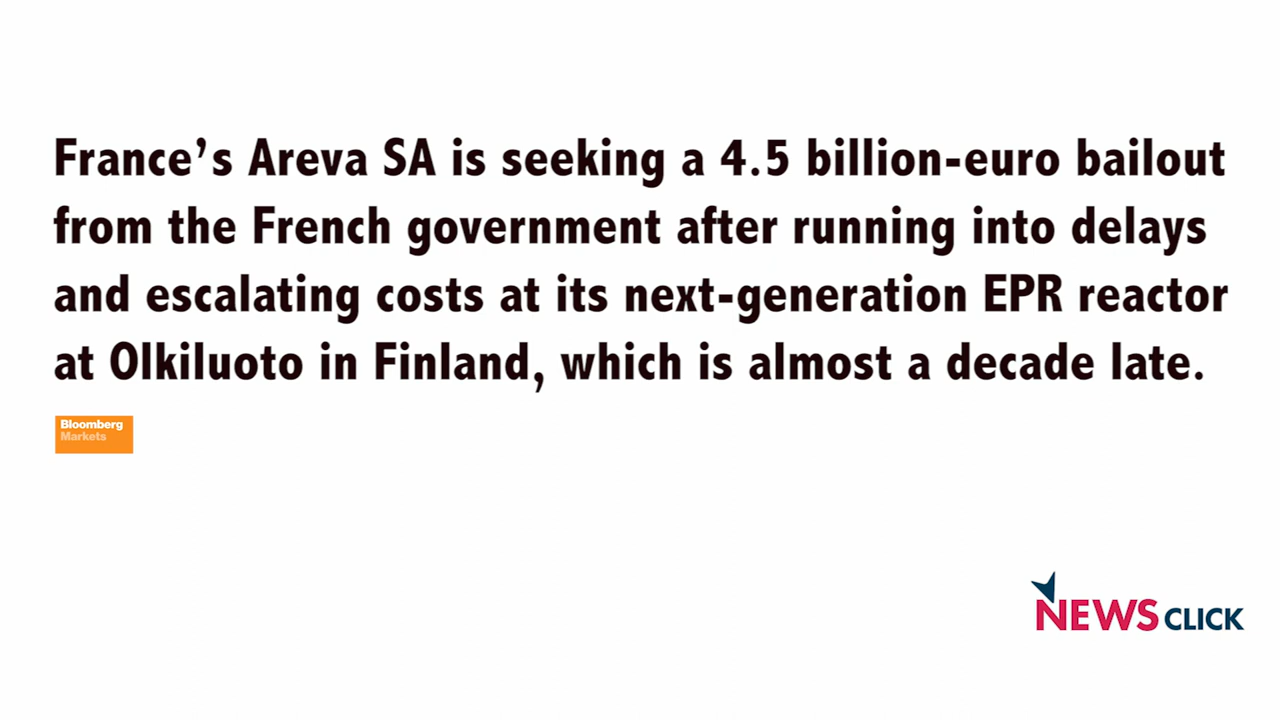 France’s Areva SA is seeking a 4.5 billion-euro bailout
from the French government after running into delays
and escalating costs at its next-generation EPR reactor
at Olkiluoto in Finland, which is almost a decade late.
Bloomberg
Markets
NEWSCLICK